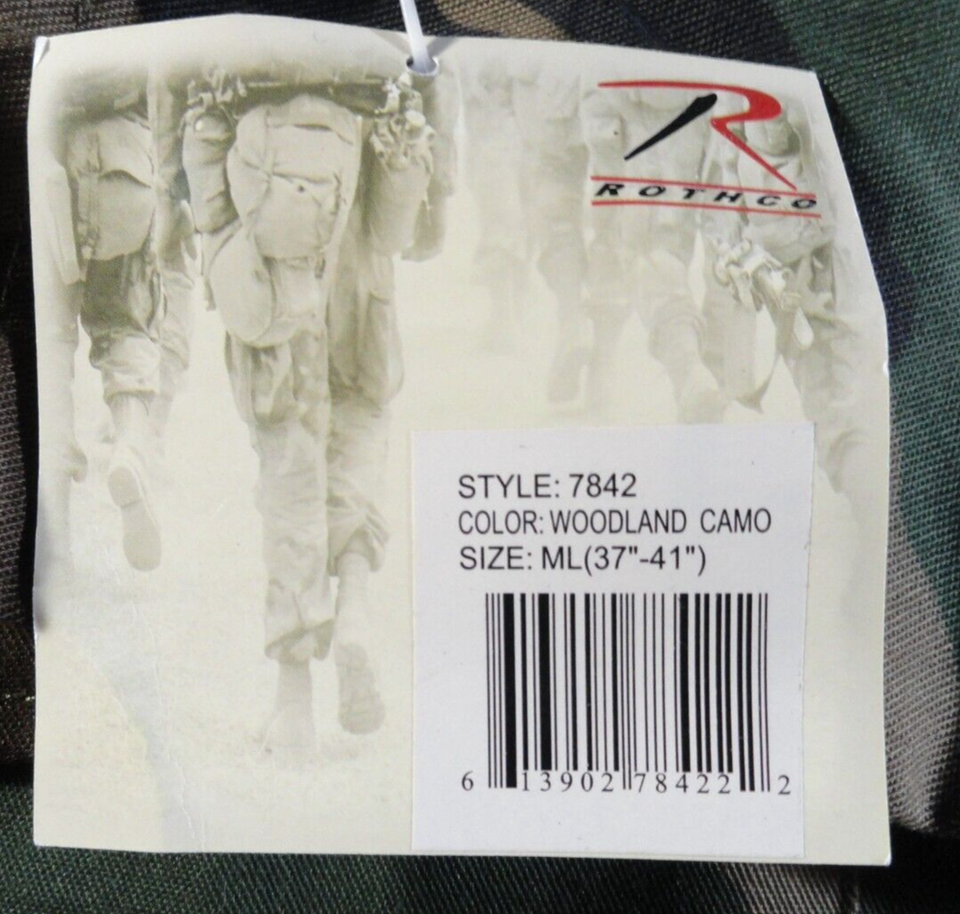 ROTHCO
STYLE: 7842
COLOR: WOODLAND CAMO
SIZE: ML(37"-41")
6 13902 78422 2